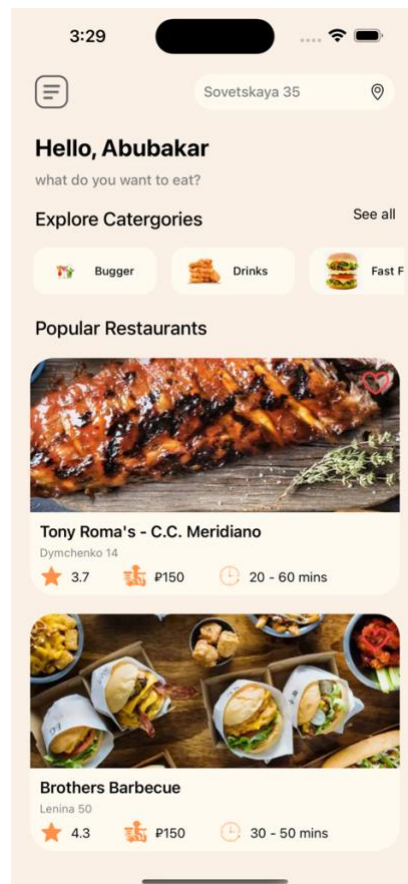 3:29
Sovetskaya 35
Hello, Abubakar
what do you want to eat?
Explore Catergories
See all
Bugger
Drinks
Fast F
Popular Restaurants
Tony Roma's - C.C. Meridiano
Dymchenko 14
3.7 ₽150 20 - 60 mins
Brothers Barbecue
Lenina 50
4.3 ₽150 30 - 50 mins